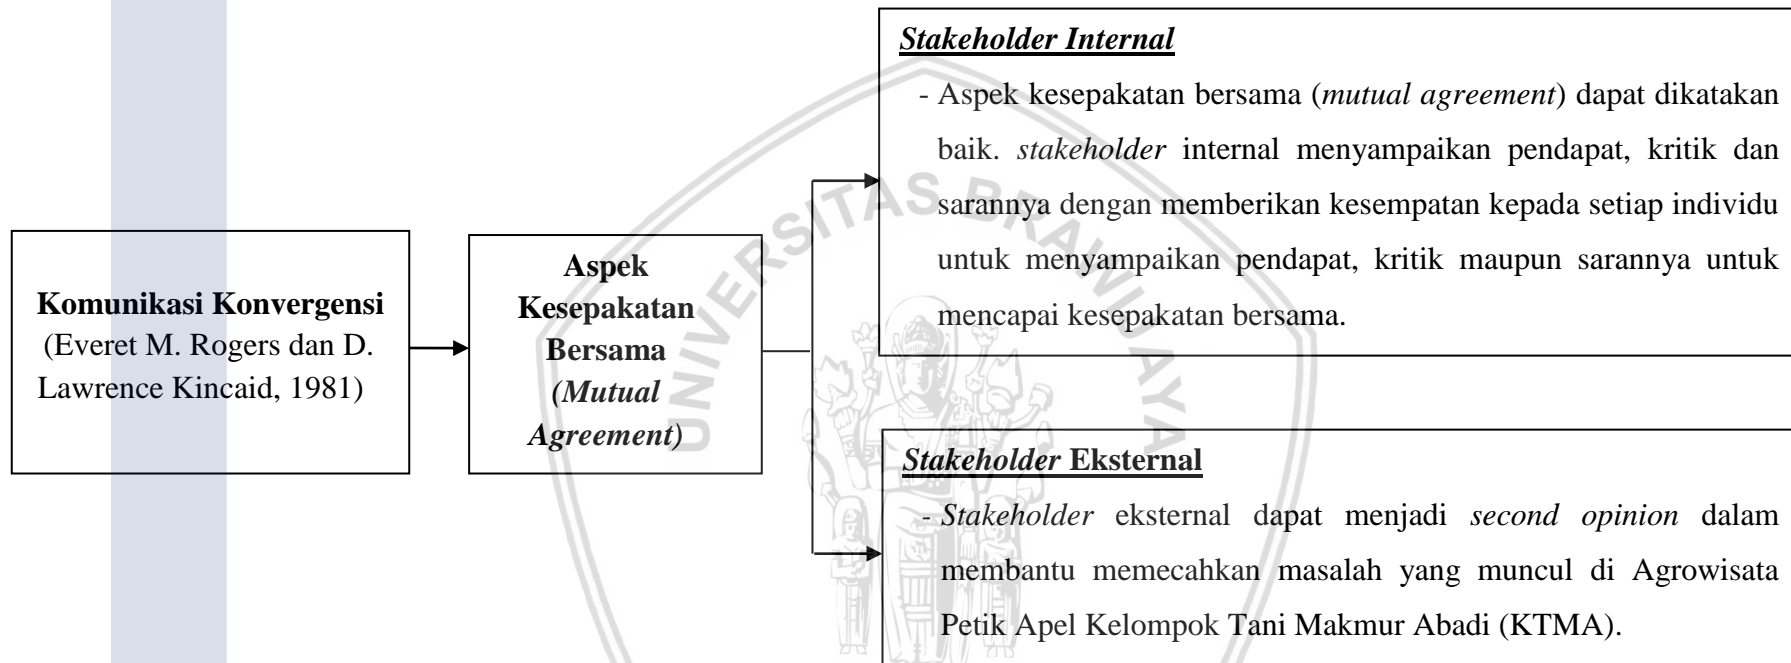 Komunikasi Konvergensi
(Everet M. Rogers dan D.
Lawrence Kincaid, 1981)
Aspek
Kesepakatan
Bersama
(Mutual
Agreement)
Stakeholder Internal
- Aspek kesepakatan bersama (mutual agreement) dapat dikatakan
baik. stakeholder internal menyampaikan pendapat, kritik dan
sarannya dengan memberikan kesempatan kepada setiap individu
untuk menyampaikan pendapat, kritik maupun sarannya untuk
mencapai kesepakatan bersama.
Stakeholder Eksternal
- Stakeholder eksternal dapat menjadi second opinion dalam
membantu memecahkan masalah yang muncul di Agrowisata
Petik Apel Kelompok Tani Makmur Abadi (KTMA).
UNIVERSITAS BRAWIJAYA